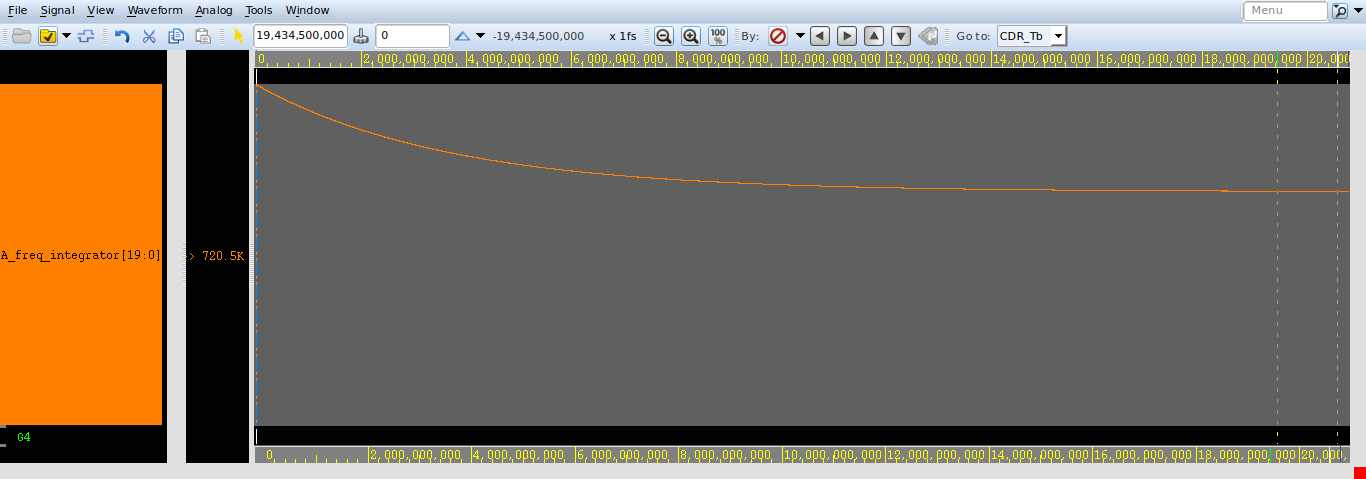 File Signal View Waveform Analog Tools Window Menu
19,434,500,000 0 -19,434,500,000 x 1fs 100 % By: Go to: CDR_Tb
0 2,000,000,000 4,000,000,000 6,000,000,000 8,000,000,000 10,000,000,000 12,000,000,000 14,000,000,000 16,000,000,000 18,000,000,000 20,000
A_freq_integrator[19:0] -> 720.5K
G4
0 2,000,000,000 4,000,000,000 6,000,000,000 8,000,000,000 10,000,000,000 12,000,000,000 14,000,000,000 16,000,000,000 18,000,000,000 20,000,